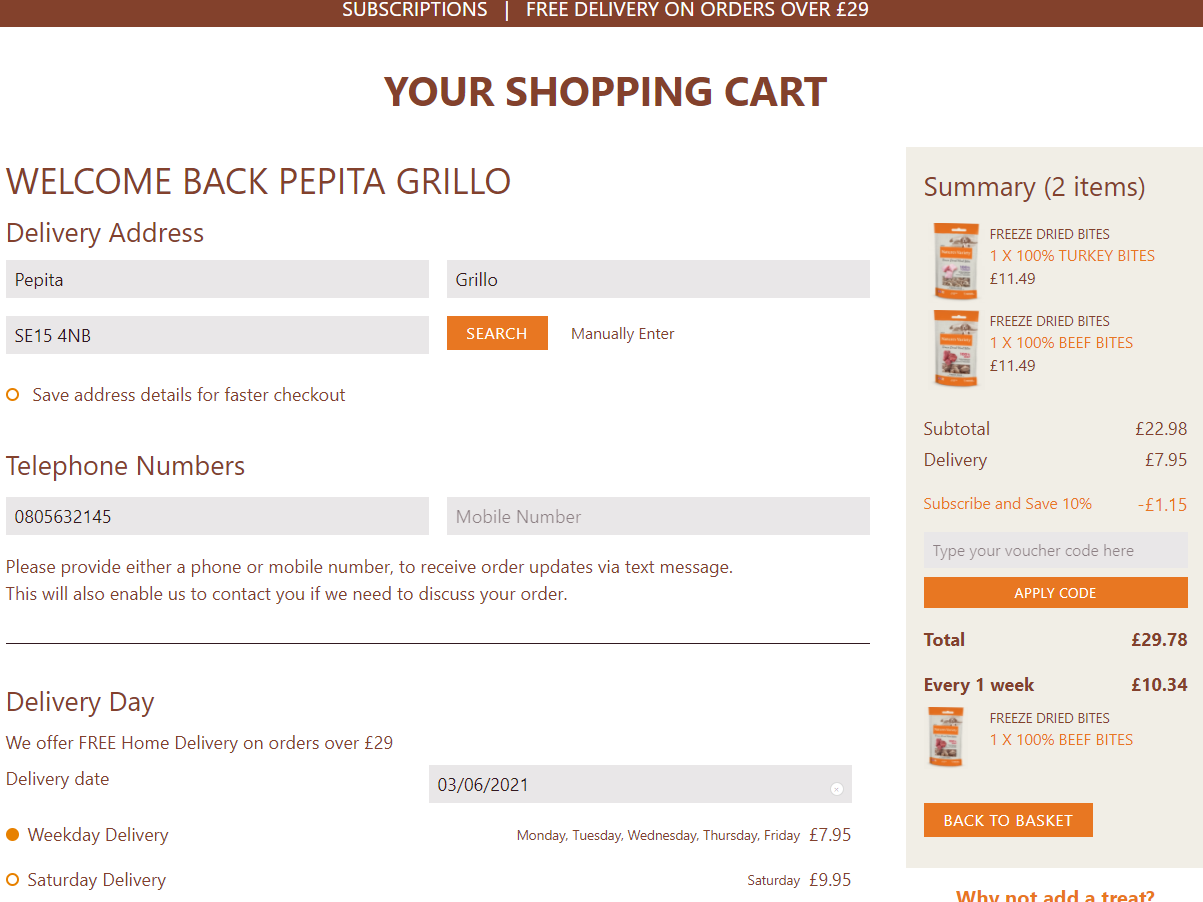 SUBSCRIPTIONS | FREE DELIVERY ON ORDERS OVER £29
YOUR SHOPPING CART
WELCOME BACK PEPITA GRILLO
Delivery Address
Pepita
Grillo
SE15 4NB
SEARCH
Manually Enter
Save address details for faster checkout
Telephone Numbers
0805632145
Mobile Number
Please provide either a phone or mobile number, to receive order updates via text message.
This will also enable us to contact you if we need to discuss your order.
Delivery Day
We offer FREE Home Delivery on orders over £29
Delivery date
03/06/2021
Weekday Delivery
Monday, Tuesday, Wednesday, Thursday, Friday £7.95
Saturday Delivery
Saturday £9.95
Summary (2 items)
FREEZE DRIED BITES
1 X 100% TURKEY BITES
£11.49
FREEZE DRIED BITES
1 X 100% BEEF BITES
£11.49
Subtotal £22.98
Delivery £7.95
Subscribe and Save 10% -£1.15
Type your voucher code here
APPLY CODE
Total £29.78
Every 1 week £10.34
FREEZE DRIED BITES
1 X 100% BEEF BITES
BACK TO BASKET
Why not add a treat?